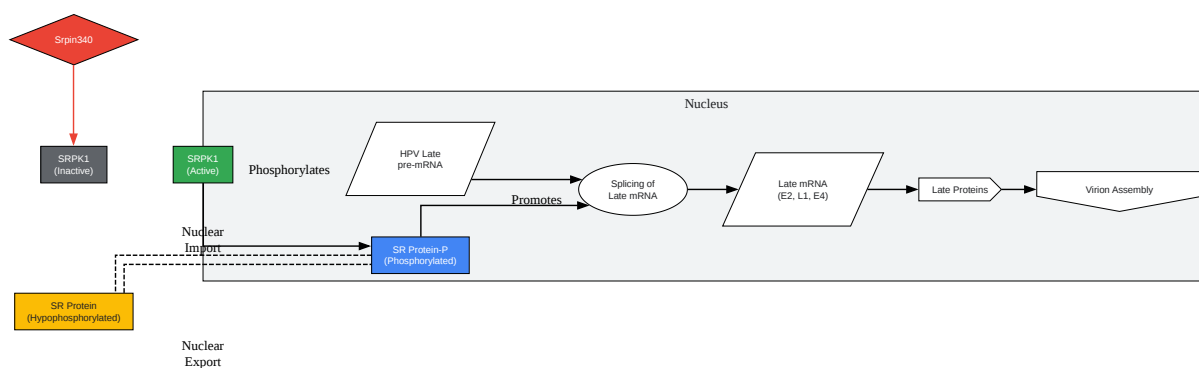 Srpin340
Nucleus
SRPK1
(Inactive)
SRPK1
(Active)
Phosphorylates
HPV Late
pre-mRNA
Splicing of
Late mRNA
Late mRNA
(E2, L1, E4)
Late Proteins
Virion Assembly
Promotes
Nuclear
Import
SR Protein-P
(Phosphorylated)
SR Protein
(Hypophosphorylated)
Nuclear
Export